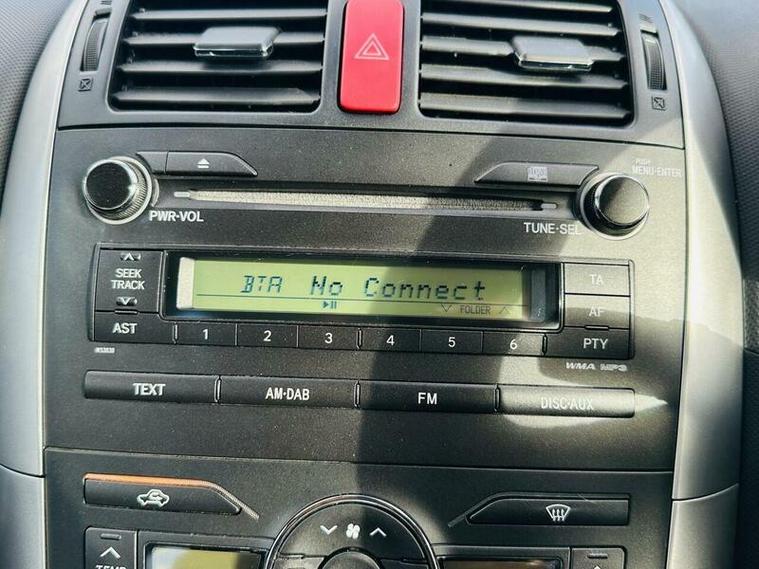 PUSH
MENU·ENTER
PWR·VOL
TUNE·SEL
SEEK
TRACK
BTA No Connect
FOLDER
TA
AF
AST
1 2 3 4 5 6
PTY
WMA MP3
TEXT
AM·DAB
FM
DISC·AUX
TEMP